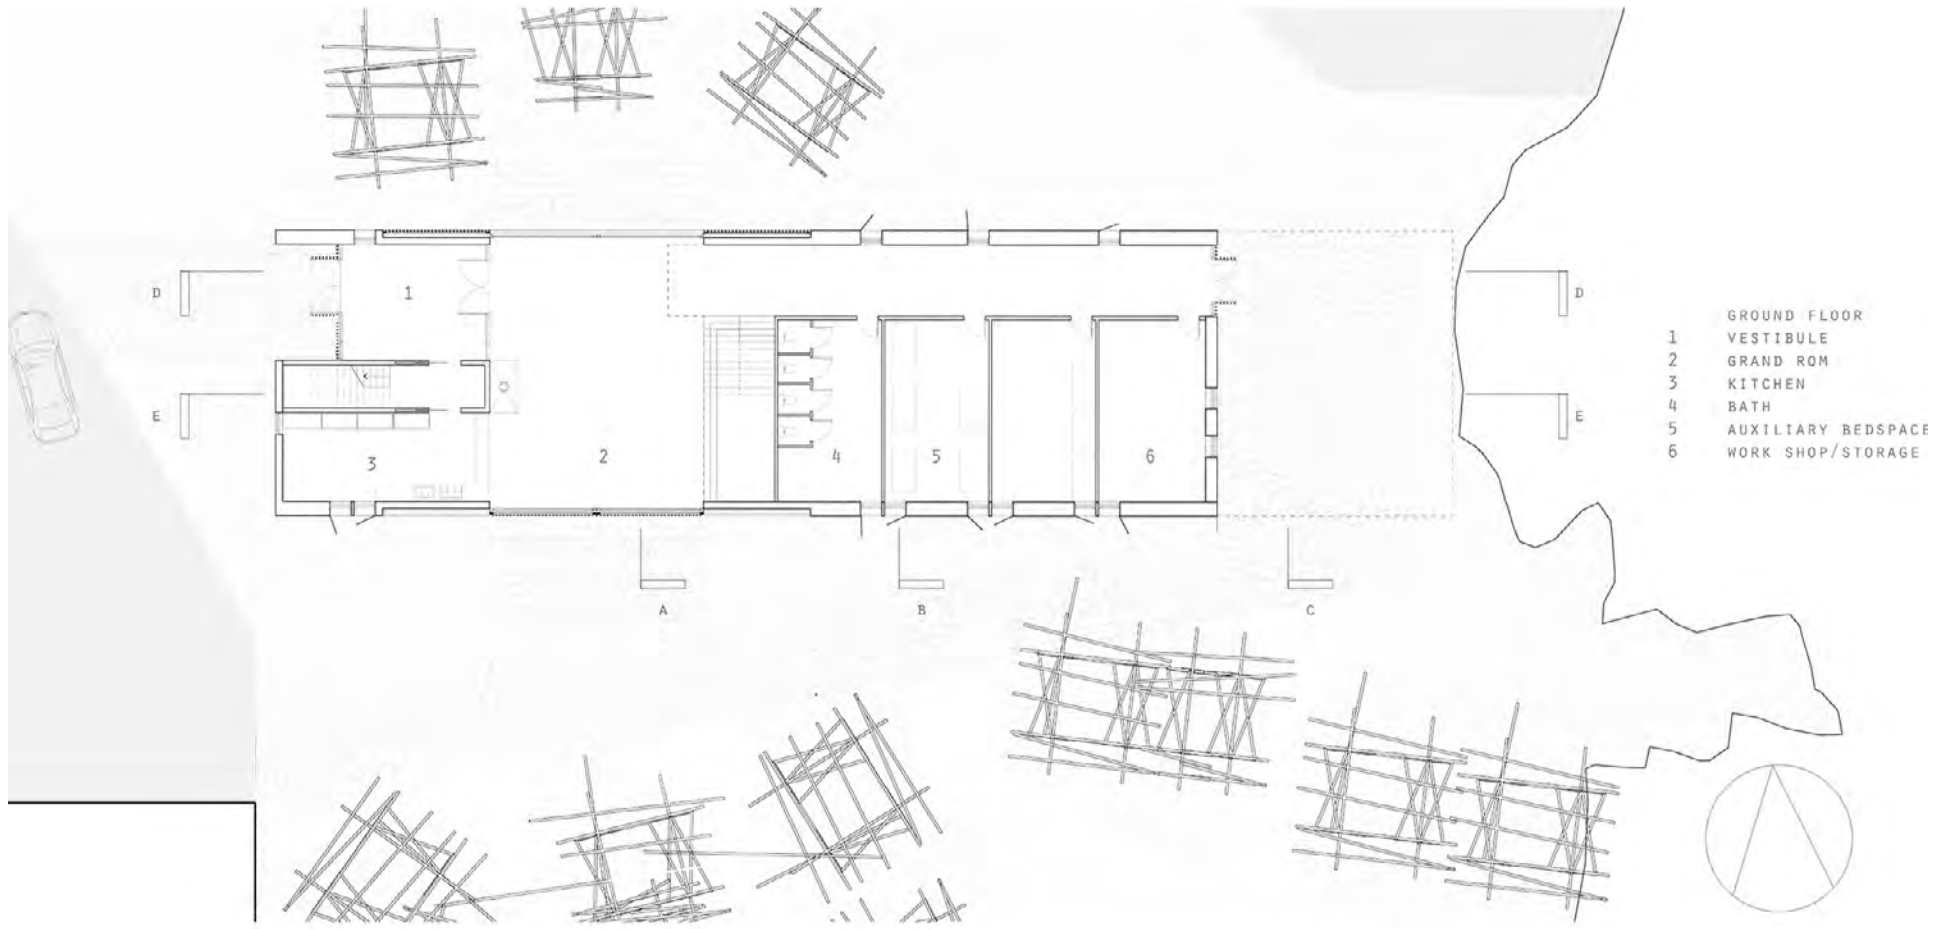 1
D
D
GROUND FLOOR
1 VESTIBULE
2 GRAND ROM
3 KITCHEN
4 BATH
5 AUXILIARY BEDSPACE
6 WORK SHOP/STORAGE
E
E
3
2
4
5
6
A
B
C